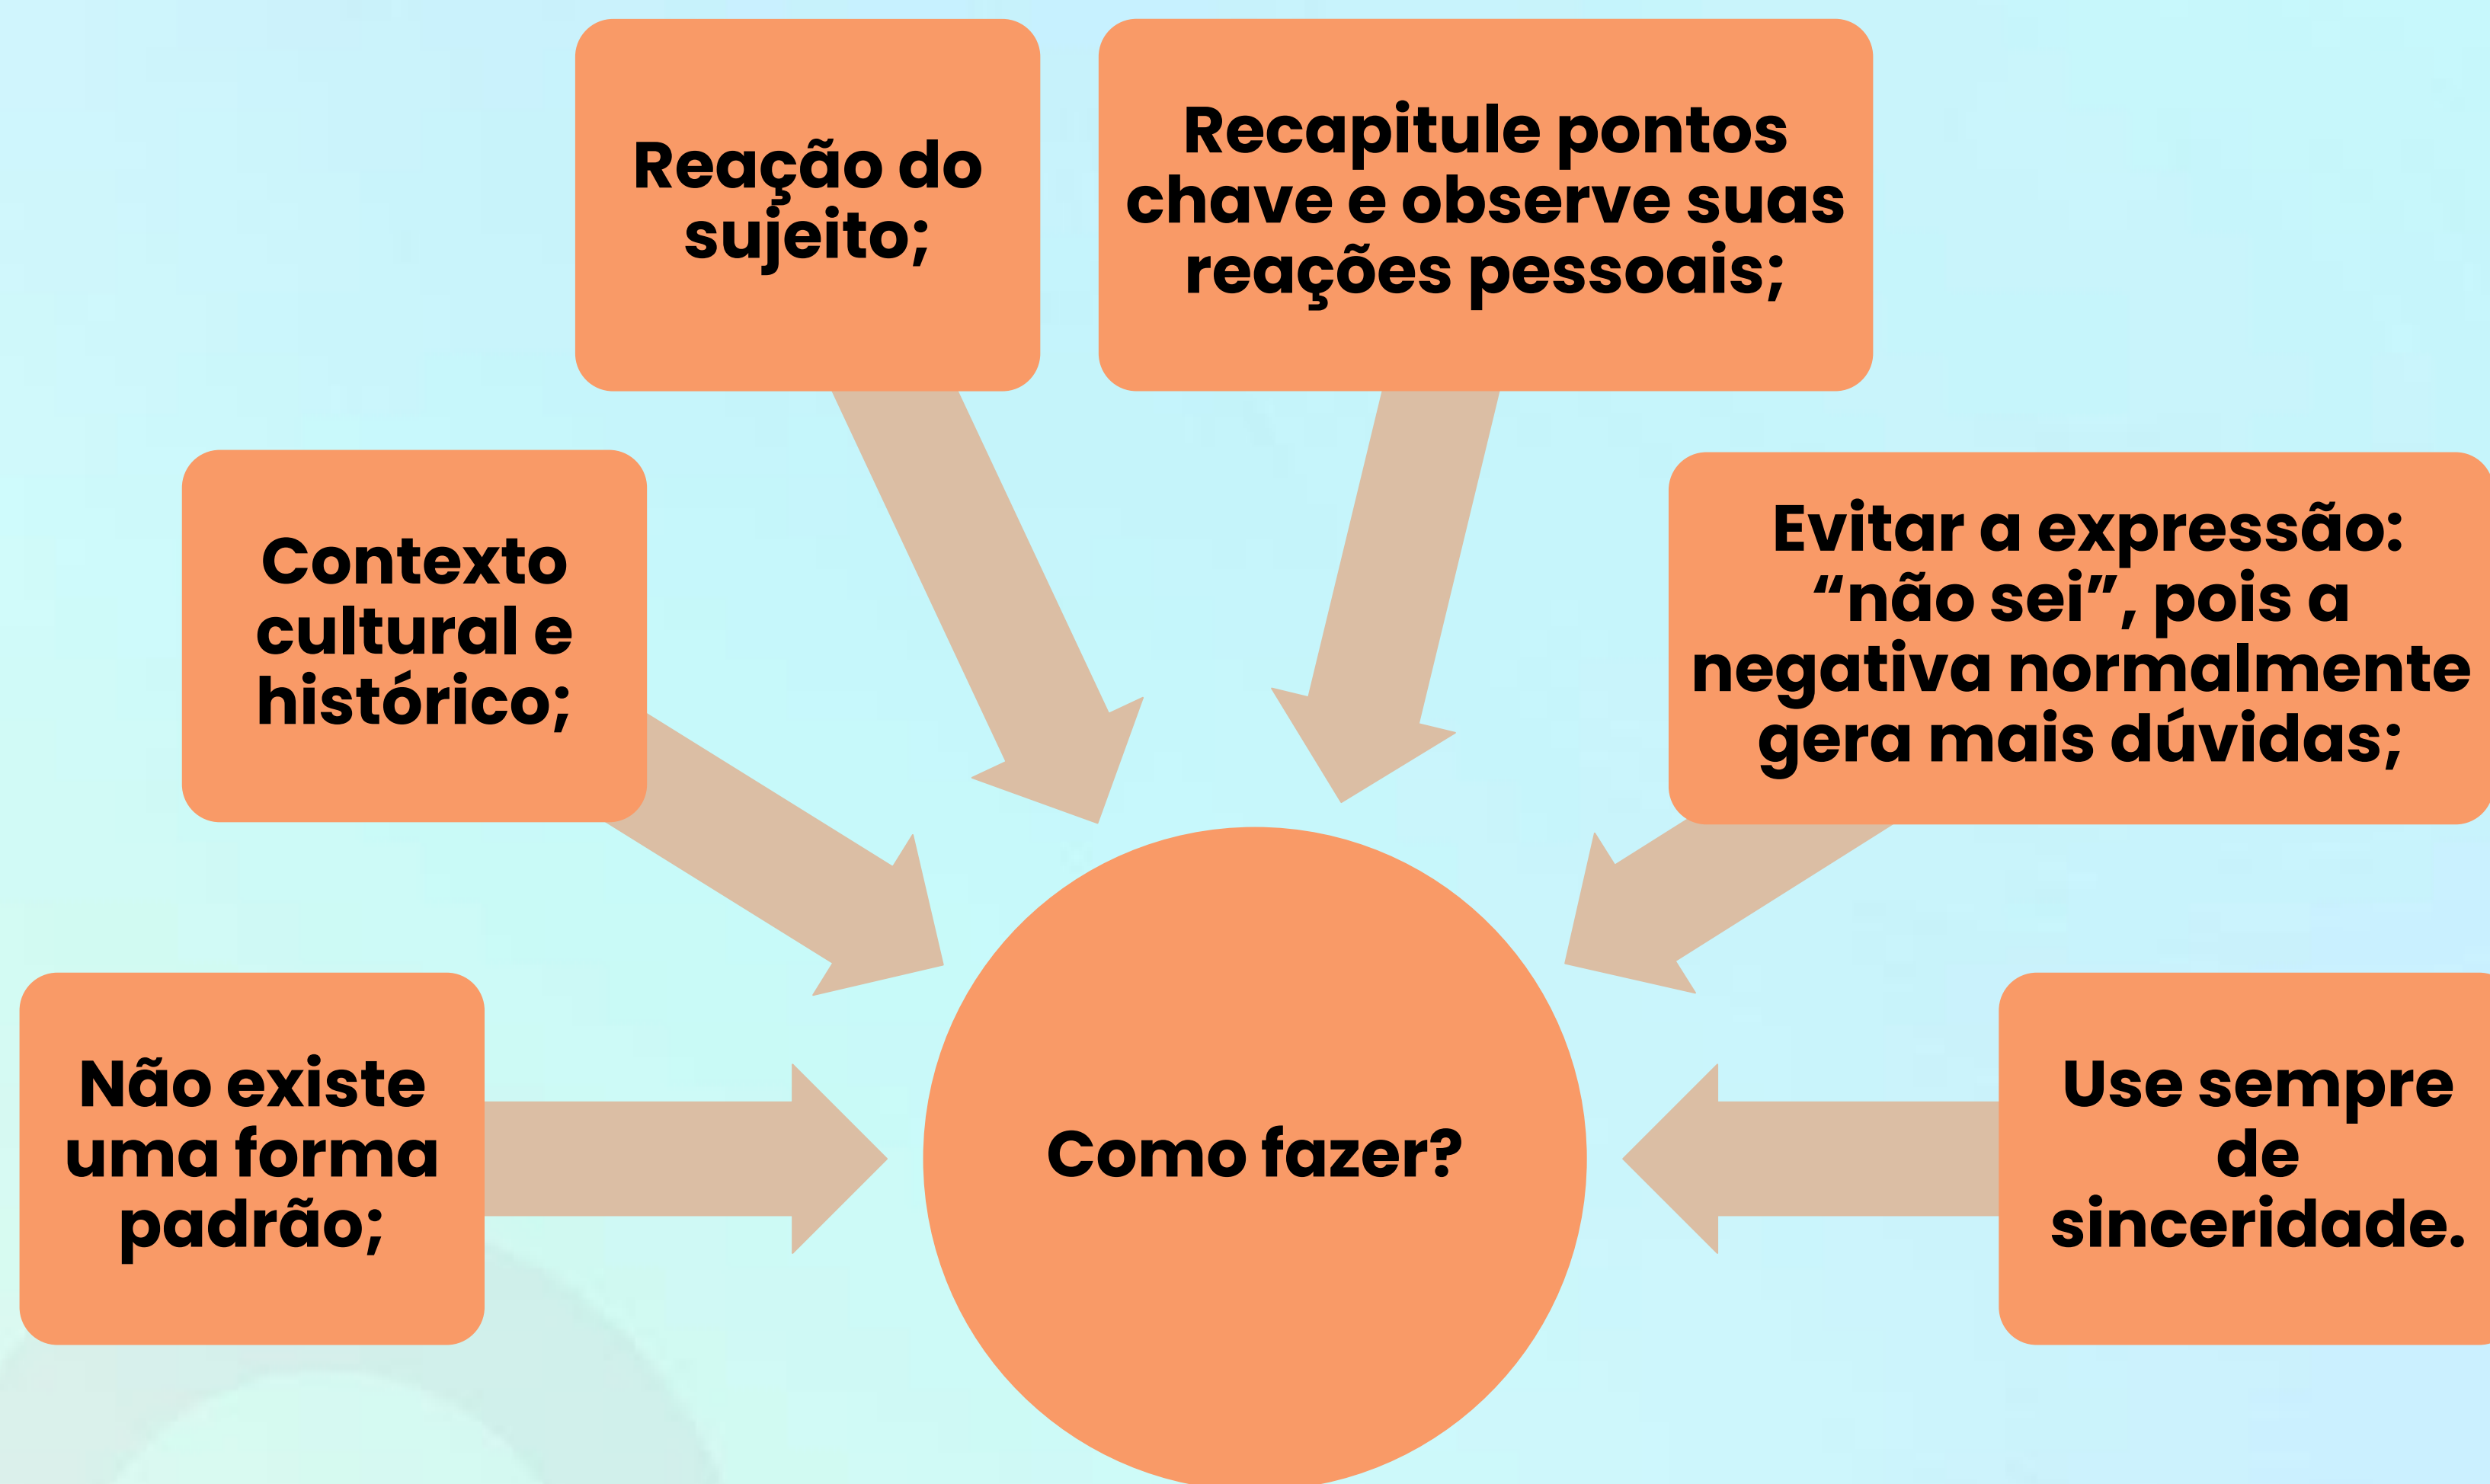 Reação do
sujeito;
Recapitule pontos
chave e observe suas
reações pessoais;
Contexto
cultural e
histórico;
Evitar a expressão:
“não sei”, pois a
negativa normalmente
gera mais dúvidas;
Não existe
uma forma
padrão;
Como fazer?
Use sempre
de
sinceridade.